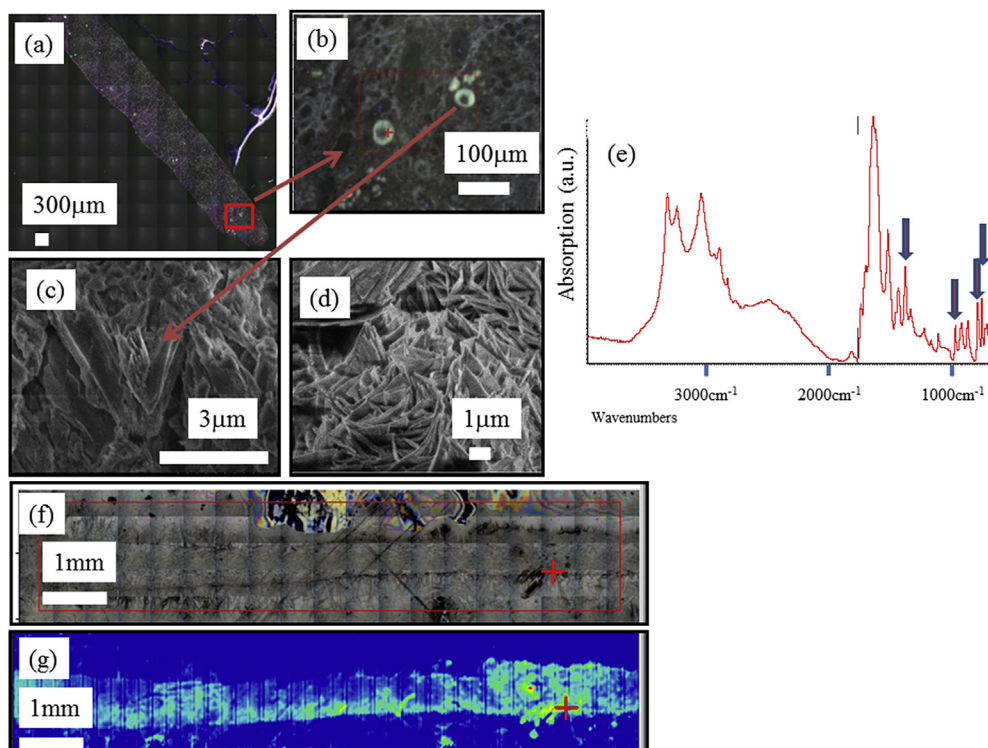 (a)
300μm
(b)
100μm
(c)
3μm
(d)
1μm
(e)
Absorption (a.u.)
3000cm-1
2000cm-1
1000cm-1
Wavenumbers
(f)
1mm
(g)
1mm